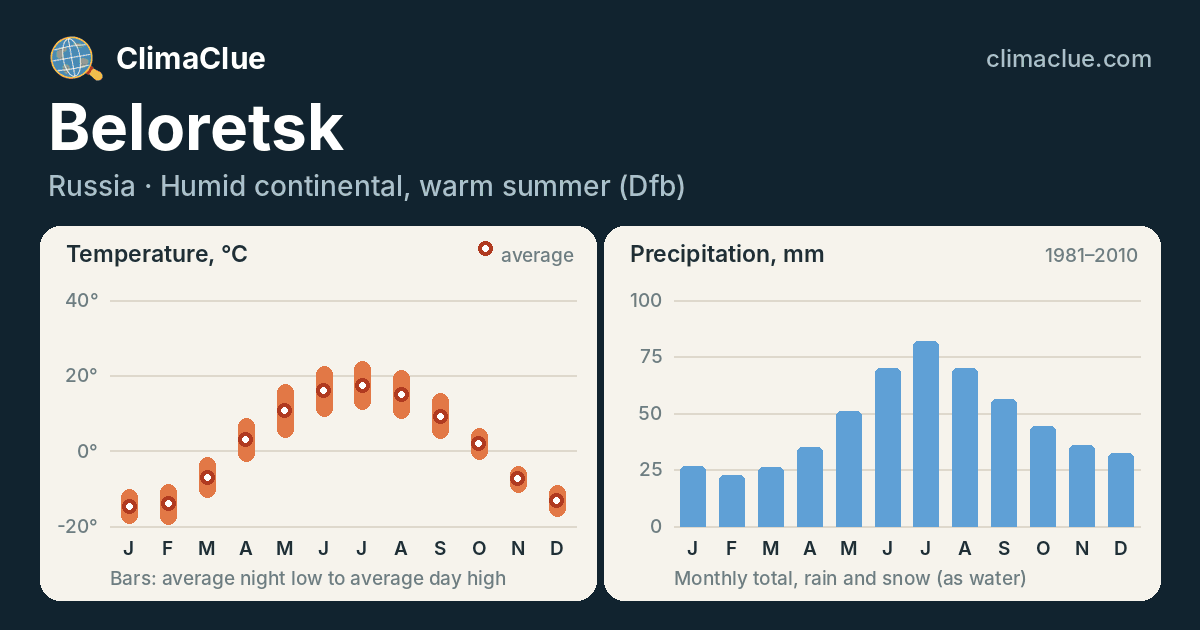 ClimaClue
climaclue.com
Beloretsk
Russia · Humid continental, warm summer (Dfb)
Temperature, °C
average
40°
20°
0°
-20°
J F M A M J J A S O N D
Bars: average night low to average day high
Precipitation, mm
1981–2010
100
75
50
25
0
J F M A M J J A S O N D
Monthly total, rain and snow (as water)